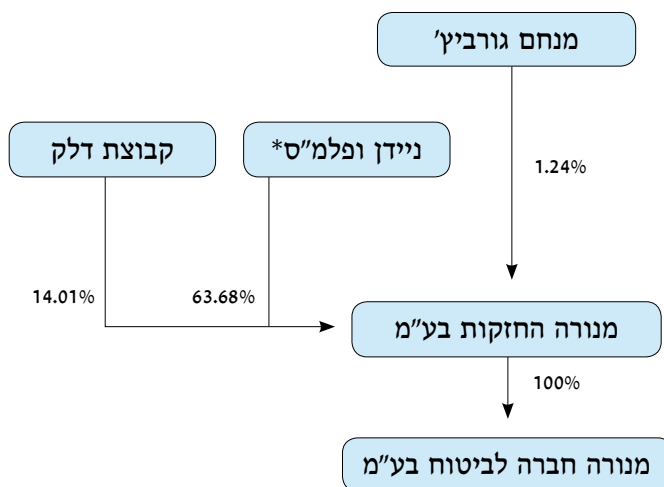 מנחם גורביץ'
קבוצת דלק
ניידן ופלמ"ס*
1.24%
14.01%
63.68%
מנורה החזקות בע"מ
100%
מנורה חברה לביטוח בע"מ